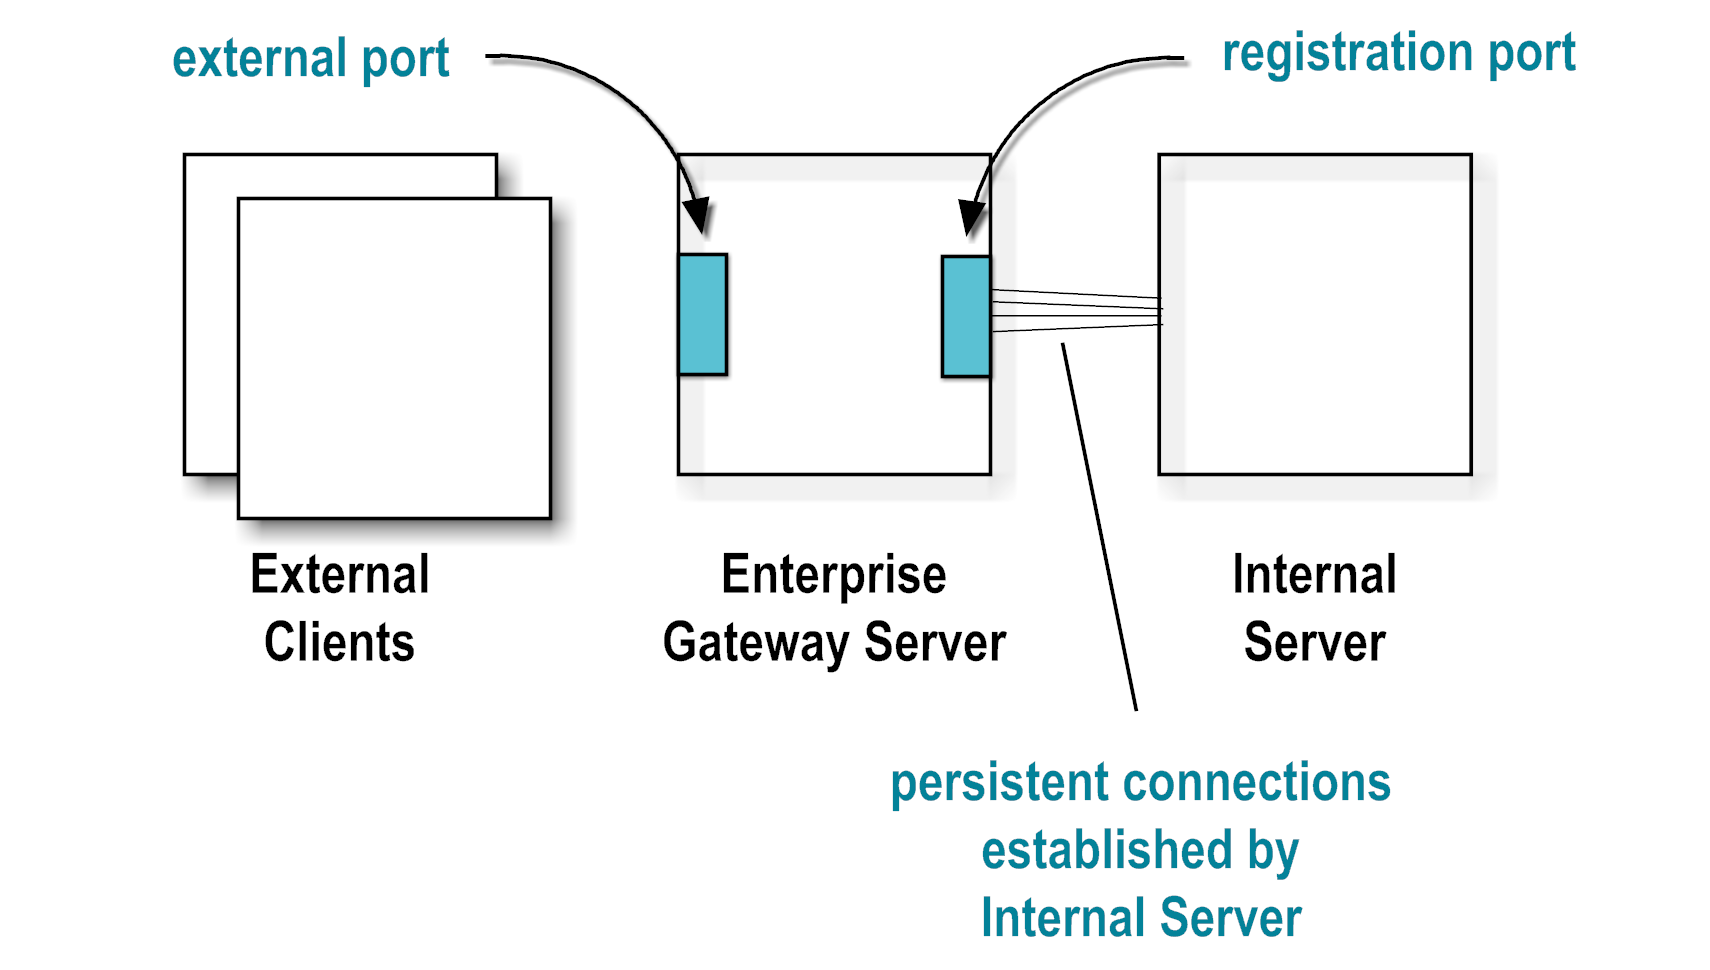 external port
registration port
External
Clients
Enterprise
Gateway Server
Internal
Server
persistent connections
established by
Internal Server